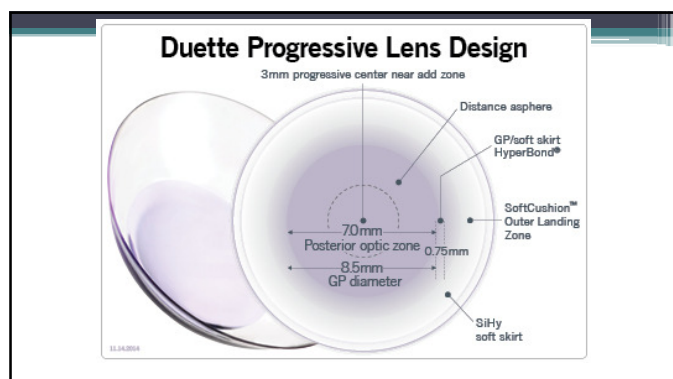 Duette Progressive Lens Design
3mm progressive center near add zone
Distance asphere
GP/soft skirt
HyperBond®
SoftCushion™
Outer Landing
Zone
7.0mm
Posterior optic zone
0.75mm
8.5mm
GP diameter
SiHy
soft skirt
11.14.2014